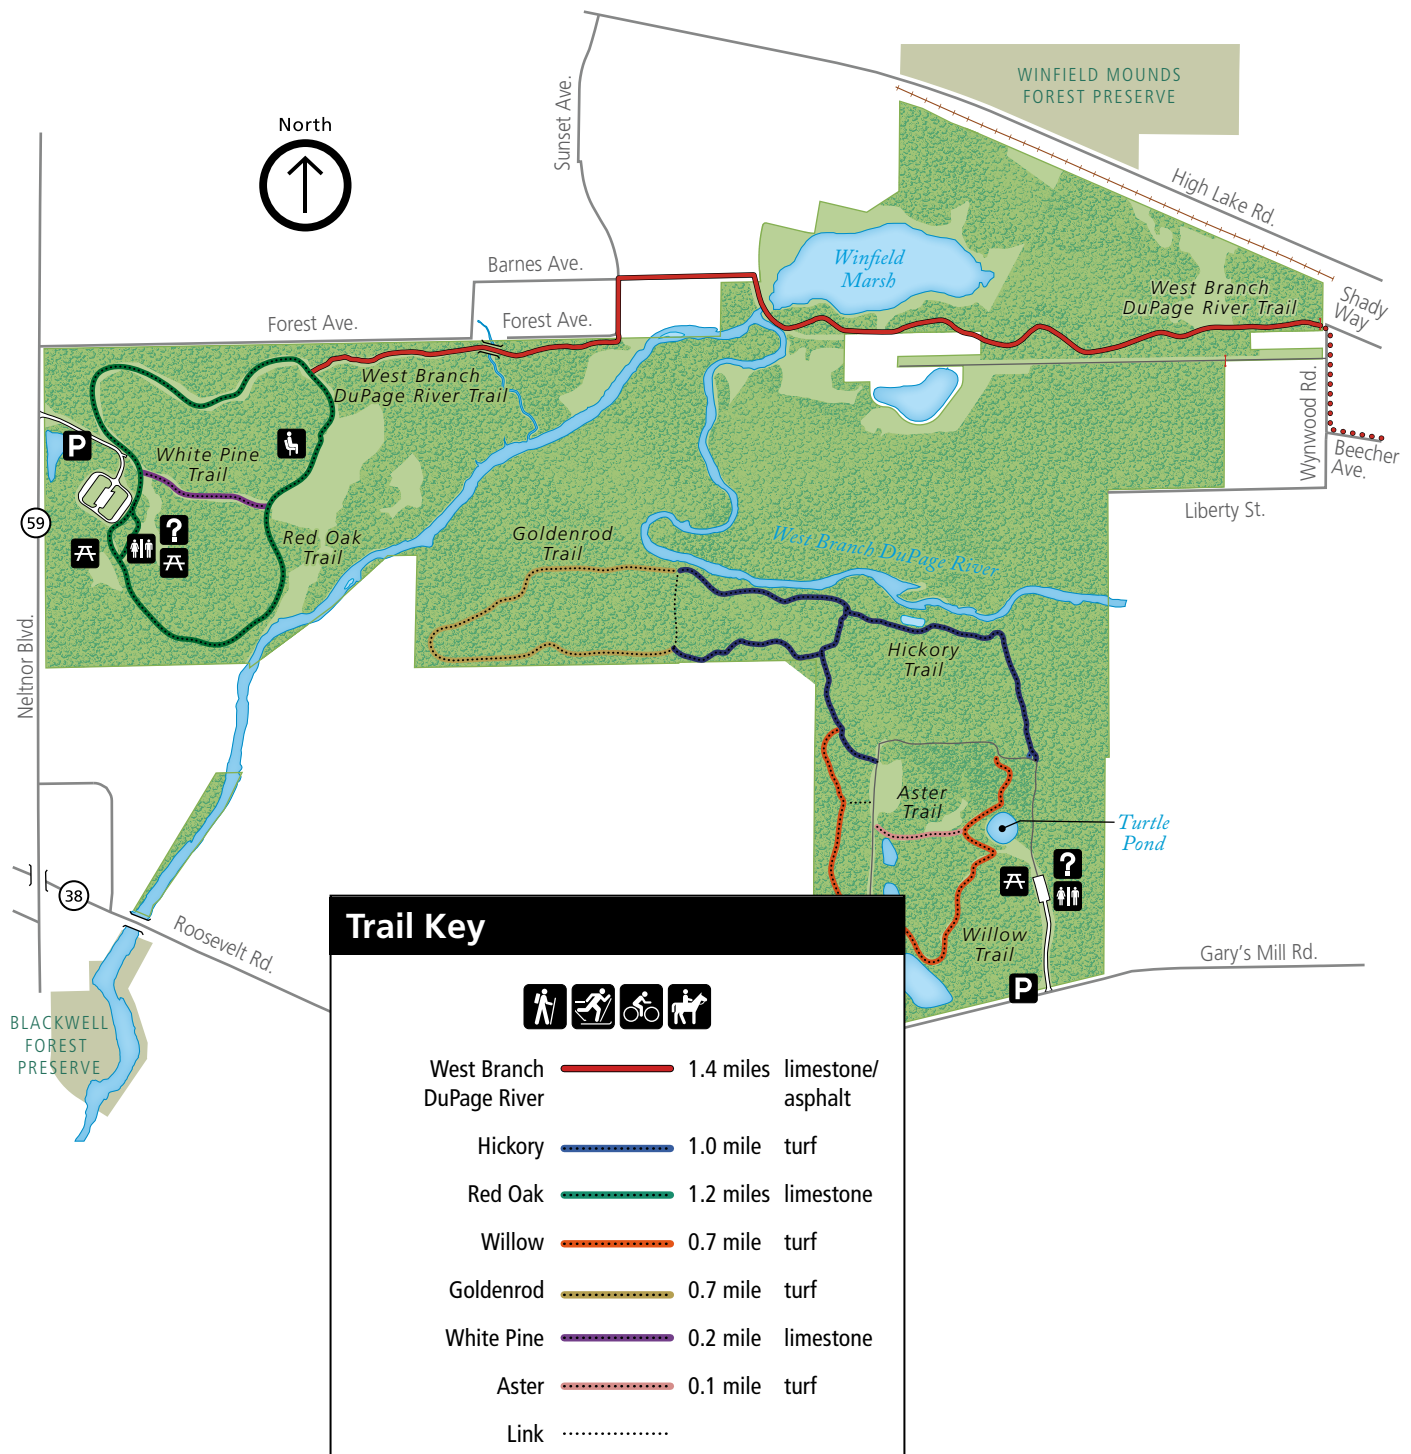 WINFIELD MOUNDS
FOREST PRESERVE
North
Sunset Ave.
High Lake Rd.
Barnes Ave.
Winfield
Marsh
West Branch
DuPage River Trail
Shady
Way
Forest Ave.
Forest Ave.
West Branch
DuPage River Trail
Wynwood Rd.
Beecher
Ave.
P
White Pine
Trail
Liberty St.
59
?
Red Oak
Trail
Goldenrod
Trail
West Branch DuPage River
Neltnor Blvd.
Hickory
Trail
Aster
Trail
Turtle
Pond
?
38
Roosevelt Rd.
Willow
Trail
Gary's Mill Rd.
P
BLACKWELL
FOREST
PRESERVE
Trail Key
West Branch 1.4 miles limestone/
DuPage River asphalt
Hickory 1.0 mile turf
Red Oak 1.2 miles limestone
Willow 0.7 mile turf
Goldenrod 0.7 mile turf
White Pine 0.2 mile limestone
Aster 0.1 mile turf
Link